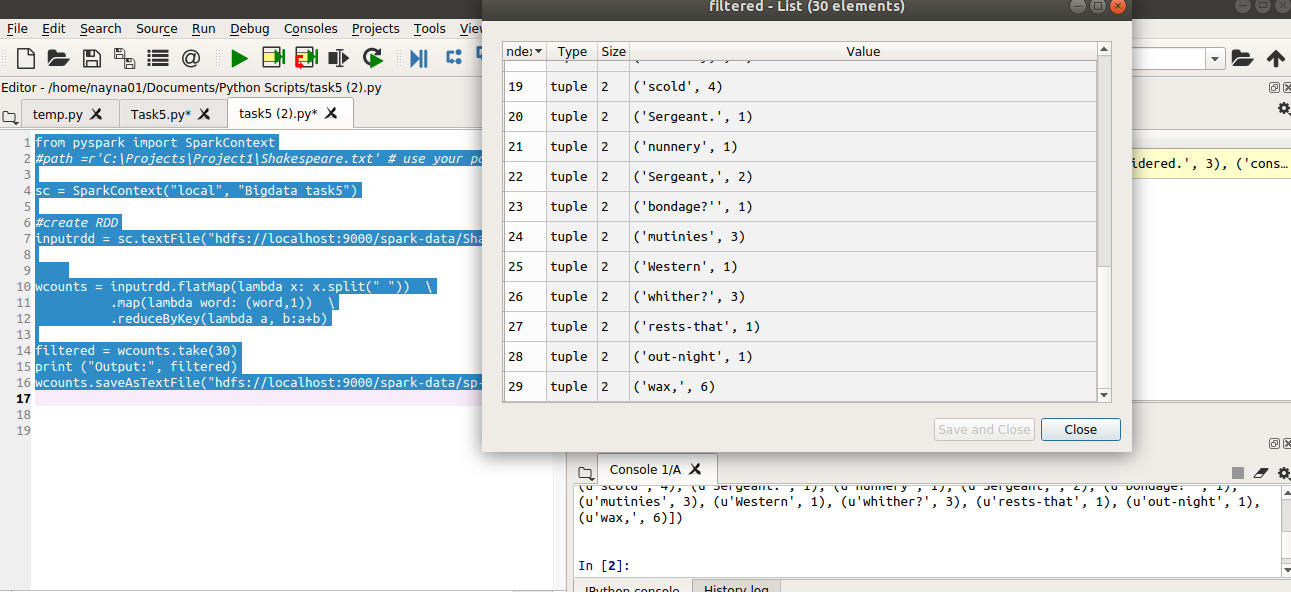 filtered - List (30 elements)
File Edit Search Source Run Debug Consoles Projects Tools
Editor - /home/nayna01/Documents/Python Scripts/task5 (2).py
temp.py Task5.py* task5 (2).py*
1 from pyspark import SparkContext
2 #path =r'C:\Projects\Project1\Shakespeare.txt' # use your
3
4 sc = SparkContext("local", "Bigdata task5")
5
6 #create RDD
7 inputrdd = sc.textFile("hdfs://localhost:9000/spark-data/Sha
8
9
10 wcounts = inputrdd.flatMap(lambda x: x.split(" ")) \
11 .map(lambda word: (word,1)) \
12 .reduceByKey(lambda a, b:a+b)
13
14 filtered = wcounts.take(30)
15 print ("Output:", filtered)
16 wcounts.saveAsTextFile("hdfs://localhost:9000/spark-data/sp-
17
18
19
nde: Type Size Value
19 tuple 2 ('scold', 4)
20 tuple 2 ('Sergeant.', 1)
21 tuple 2 ('nunnery', 1)
22 tuple 2 ('Sergeant,', 2)
23 tuple 2 ('bondage?'', 1)
24 tuple 2 ('mutinies', 3)
25 tuple 2 ('Western', 1)
26 tuple 2 ('whither?', 3)
27 tuple 2 ('rests-that', 1)
28 tuple 2 ('out-night', 1)
29 tuple 2 ('wax,', 6)
Save and Close Close
idered.', 3), ('cons…
Console 1/A
(u'scold', 4), (u'Sergeant.', 1), (u'nunnery', 1), (u'Sergeant,', 2), (u"bondage?'", 1),
(u'mutinies', 3), (u'Western', 1), (u'whither?', 3), (u'rests-that', 1), (u'out-night', 1),
(u'wax,', 6)])
In [2]:
IPython console History log